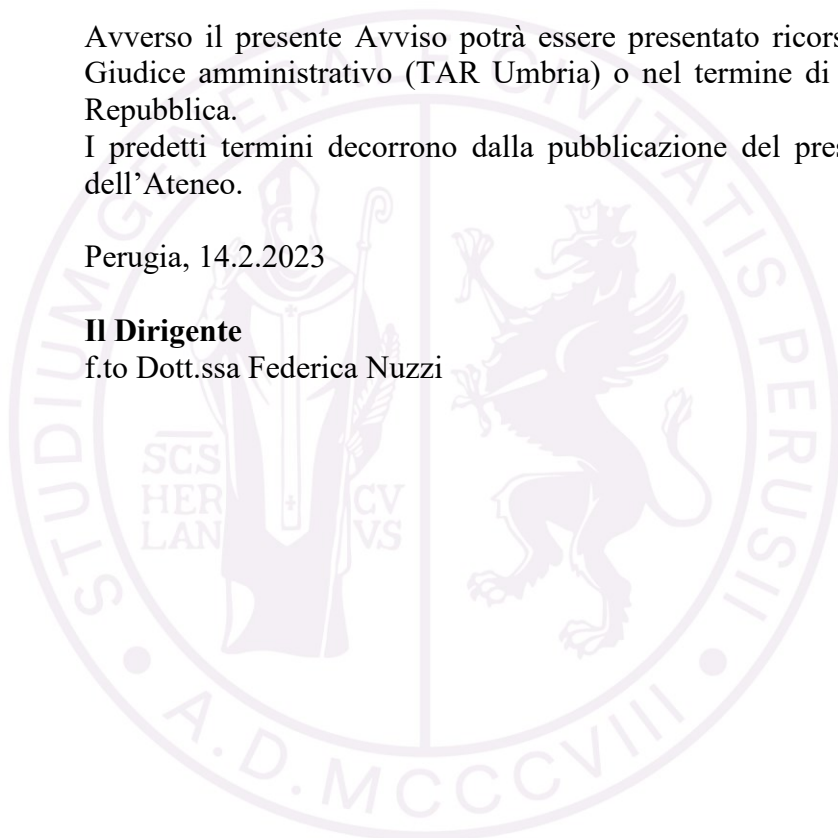 Avverso il presente Avviso potrà essere presentato
Giudice amministrativo (TAR Umbria) o nel termine di
Repubblica.
I predetti termini decorrono dalla pubblicazione del
dell'Ateneo.
Perugia, 14.2.2023
Il Dirigente
f.to Dott.ssa Federica Nuzzi
STUDIUM GENERALE CIVITATIS PERUSII
SCS
HER
LAN
CV
VS
A.D. MCCCVIII